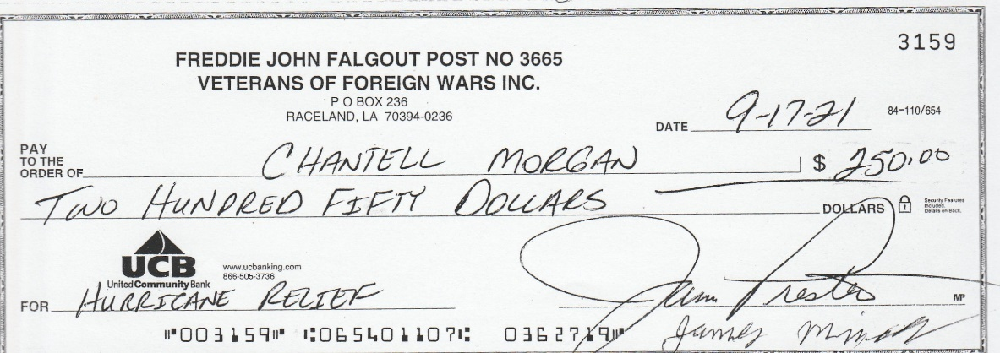 3159
FREDDIE JOHN FALGOUT POST NO 3665
VETERANS OF FOREIGN WARS INC.
P O BOX 236
RACELAND, LA 70394-0236
DATE 9-17-21 84-110/654
PAY
TO THE
ORDER OF CHANTELL MORGAN $ 250.00
TWO HUNDRED FIFTY DOLLARS DOLLARS
Security Features
Included.
Details on Back.
UCB
United Community Bank
www.ucbanking.com
866-505-3736
FOR HURRICANE RELIEF
MP
⑈003159⑈ ⑆065401107⑆ 0362719⑈
James